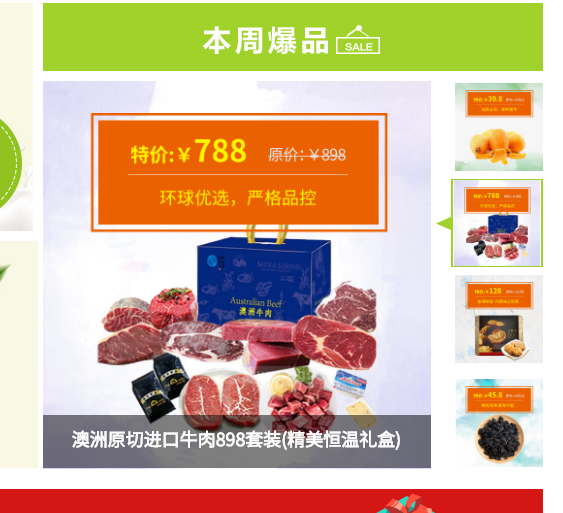 本周爆品
SALE
特价:￥788 原价:￥898
环球优选，严格品控
Australian Beef
澳洲牛肉
澳洲原切进口牛肉898套装(精美恒温礼盒)
特价:￥39.8
特价:￥788
特价:￥128
特价:￥45.8